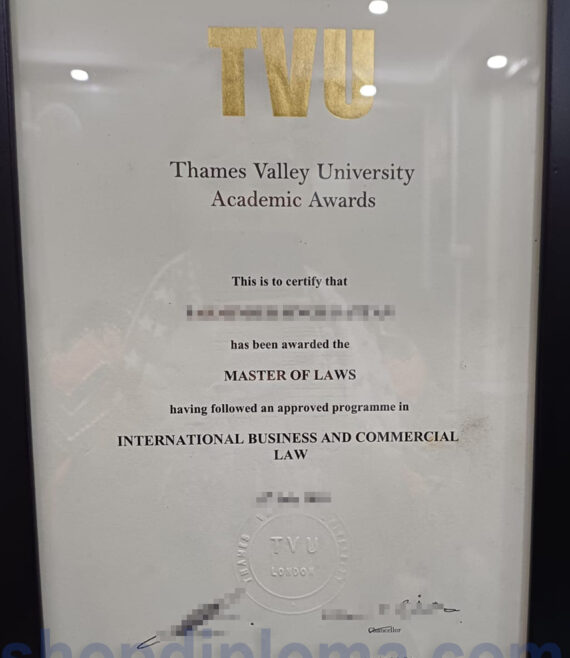 TVU
Thames Valley University
Academic Awards
This is to certify that
has been awarded the
MASTER OF LAWS
having followed an approved programme in
INTERNATIONAL BUSINESS AND COMMERCIAL
LAW
THAMES
TVU
LONDON
Chancellor
shopdiploma.com